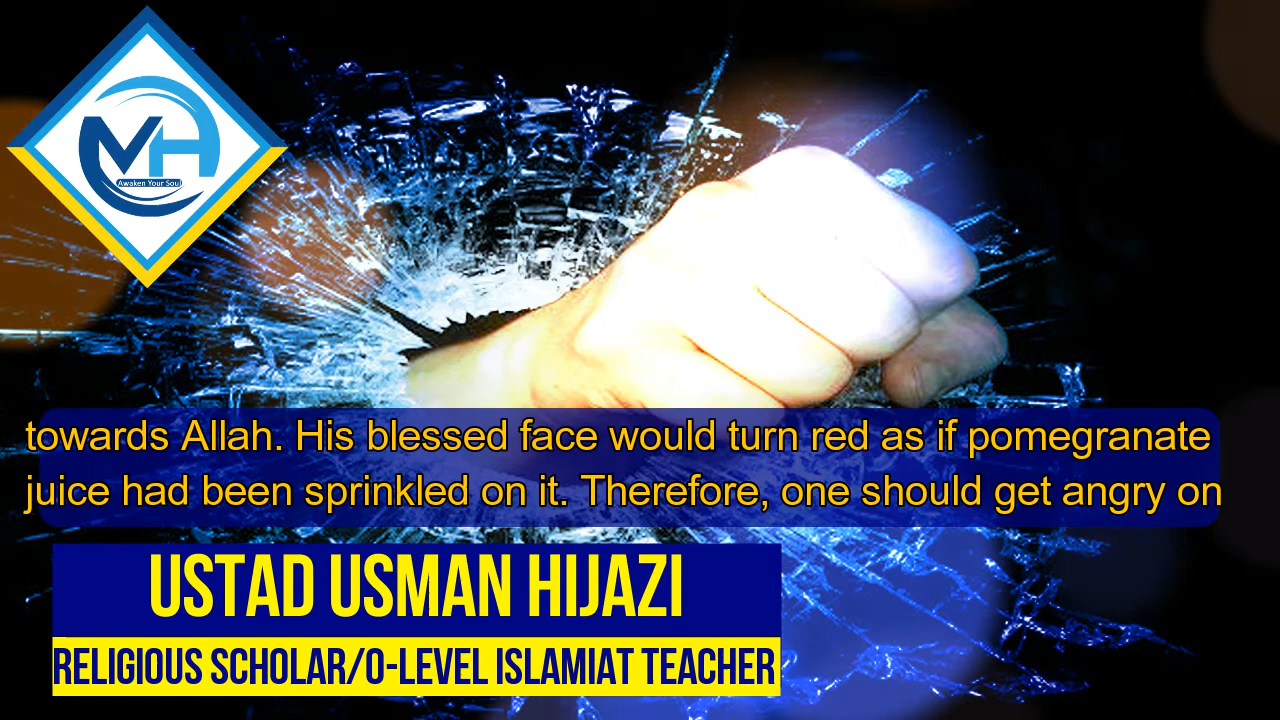 MH
Awaken Your Soul
towards Allah. His blessed face would turn red as if pomegranate
juice had been sprinkled on it. Therefore, one should get angry on
USTAD USMAN HIJAZI
RELIGIOUS SCHOLAR/O-LEVEL ISLAMIAT TEACHER